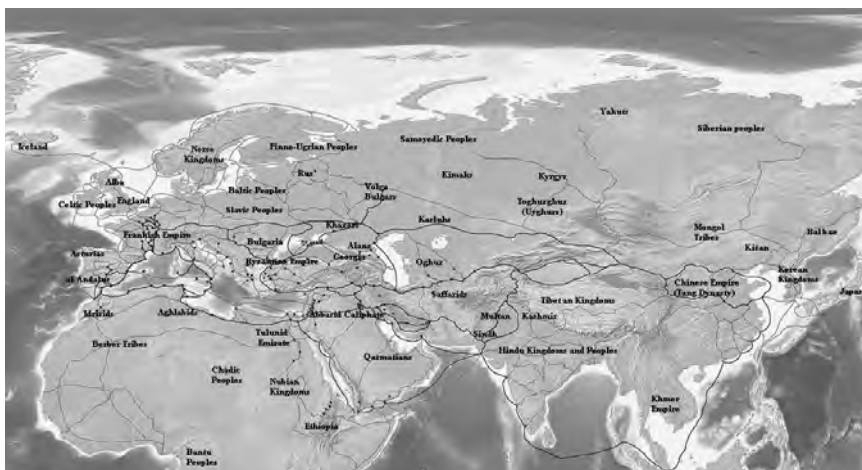 Yakuts
Siberian peoples
Samoyedic Peoples
Iceland
Norse
Kingdoms
Finno-Ugrian Peoples
Rus'
Kimaks
Kyrgyz
Alba
Celtic Peoples
England
Baltic Peoples
Volga
Bulgars
Toghuzghuz
(Uyghurs)
Slavic Peoples
Karluks
Khazars
Mongol
Tribes
Balhae
Frankish Empire
Bulgaria
Alans
Georgia
Kitan
Asturias
Byzantine Empire
Oghuz
Korean
Kingdoms
al-Andalus
Chinese Empire
(Tang Dynasty)
Japan
Saffarids
Tibetan Kingdoms
Idrisids
Aghlabids
Abbasid Caliphate
Multan
Kashmir
Sindh
Tulunid
Emirate
Berber Tribes
Qarmatians
Hindu Kingdoms and Peoples
Chadic
Peoples
Nubian
Kingdoms
Khmer
Empire
Ethiopia
Bantu
Peoples